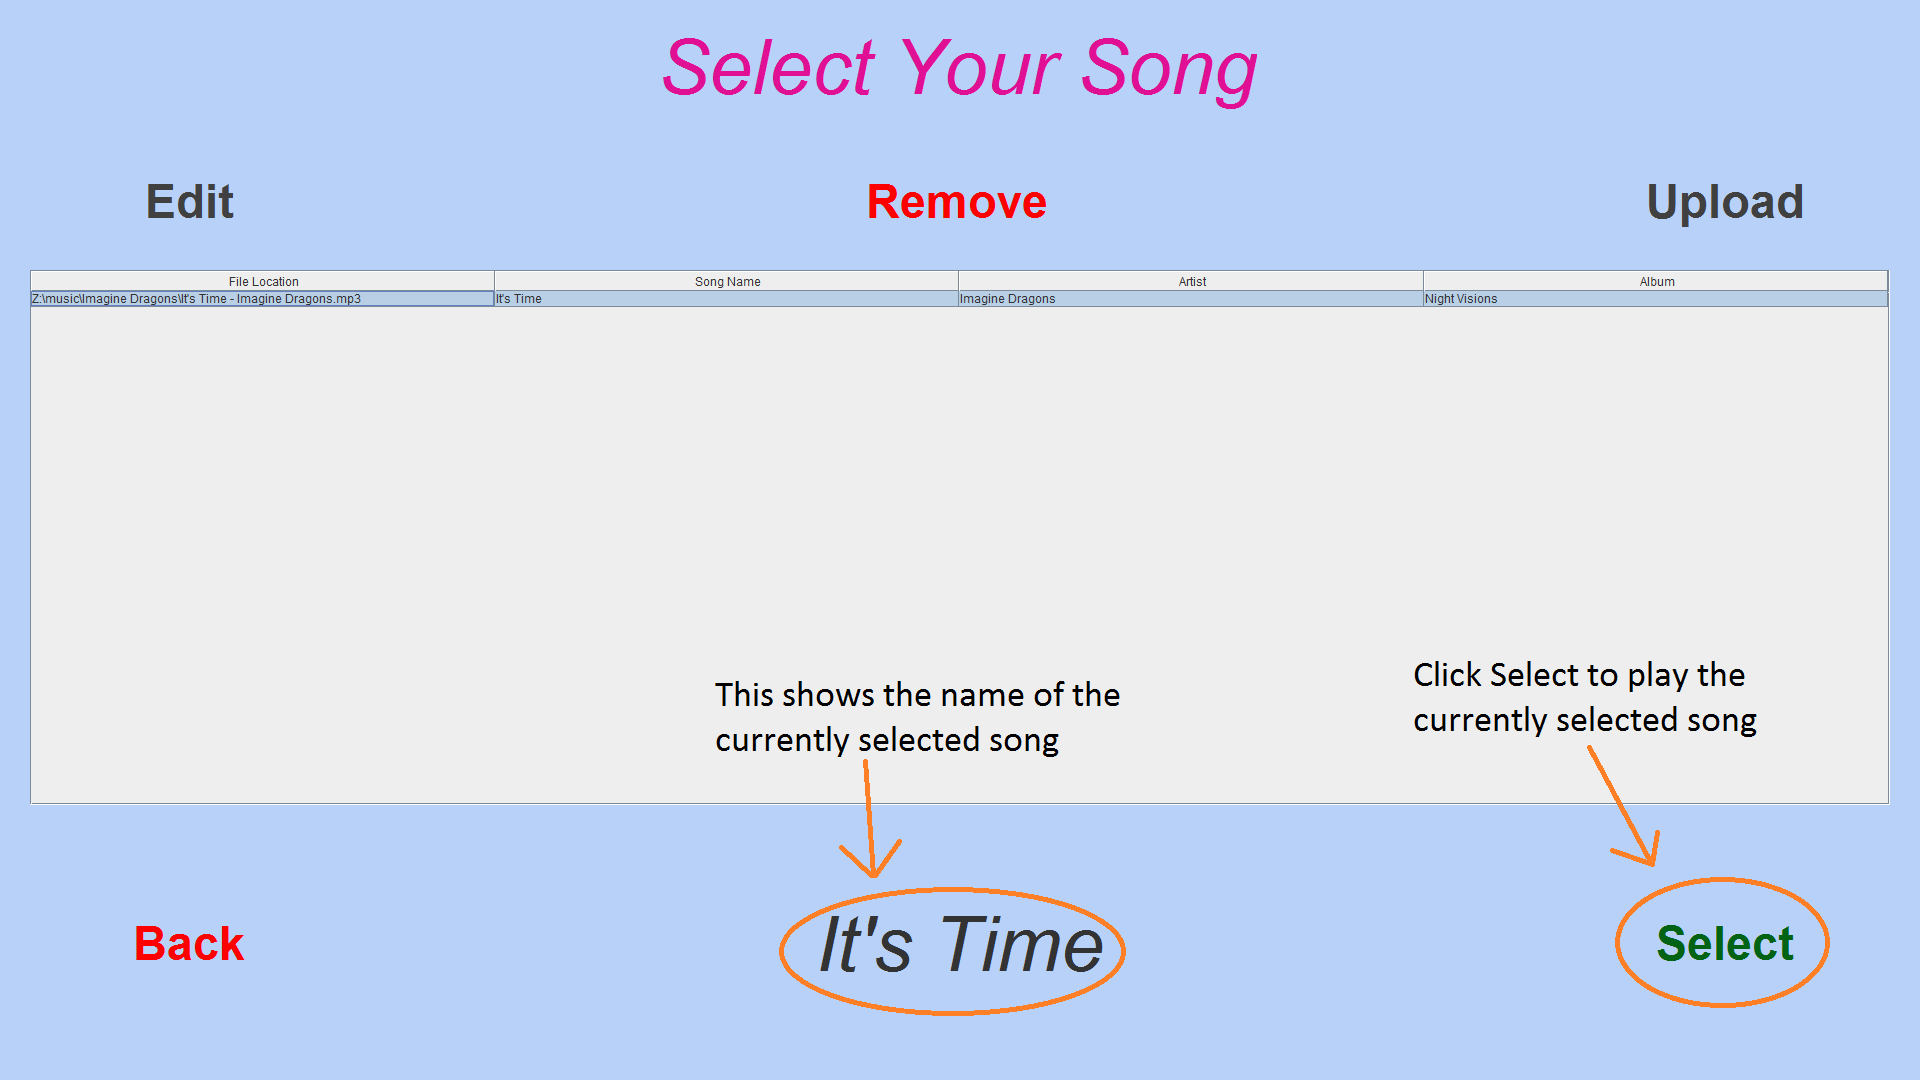 Select Your Song
Edit Remove Upload
File Location Song Name Artist Album
Z:\music\Imagine Dragons\It's Time - Imagine Dragons.mp3 It's Time Imagine Dragons Night Visions
This shows the name of the
currently selected song
Click Select to play the
currently selected song
Back It's Time Select